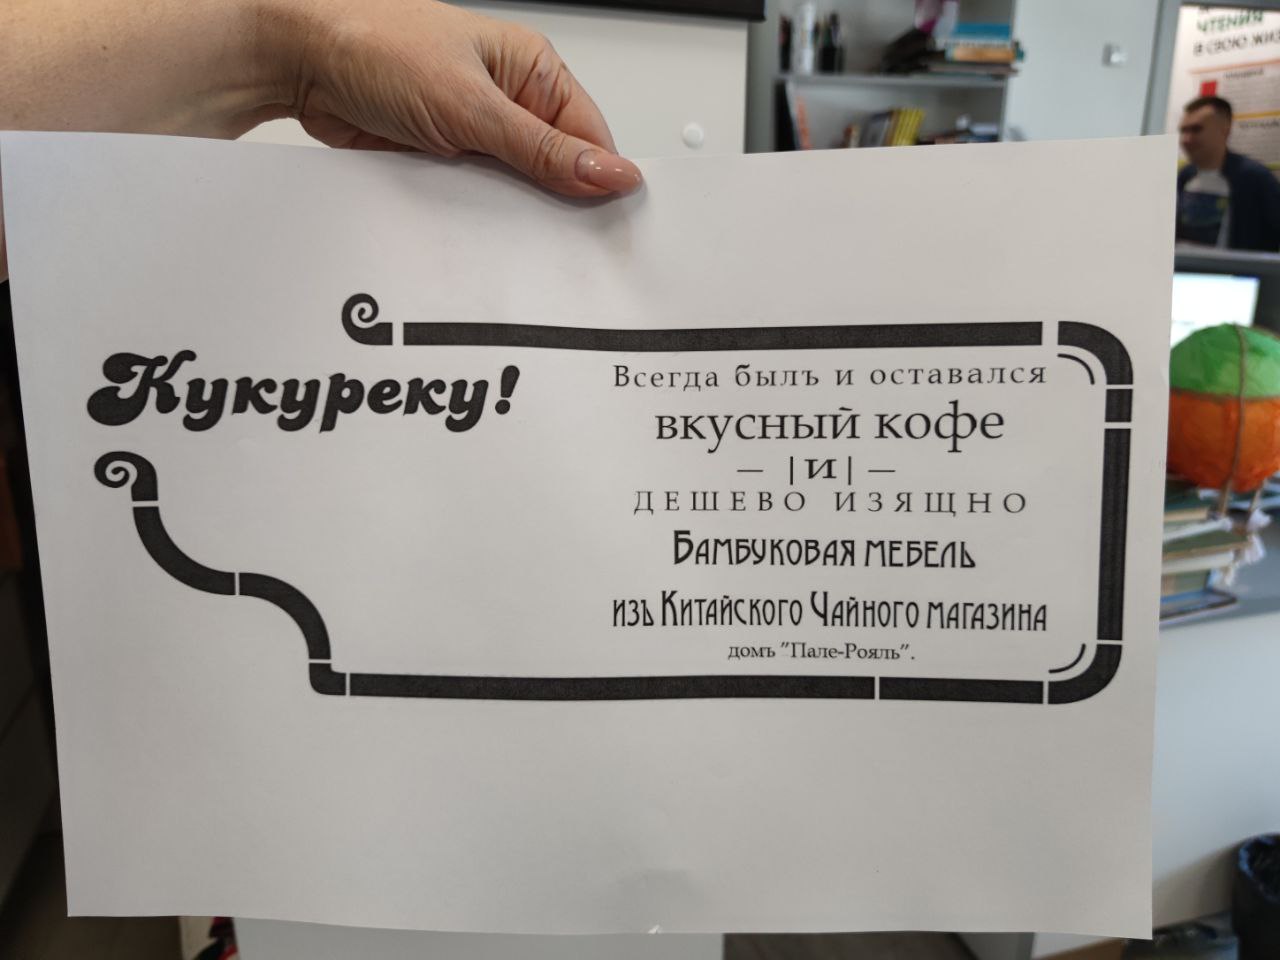 Кукуреку!
Всегда былъ и оставался
вкусный кофе
— |и| —
ДЕШЕВО ИЗЯЩНО
Бамбуковая мебель
изъ Китайского Чайного магазина
домъ "Пале-Рояль".
ЧТЕНИЯ
В СВОЮ ЖИЗ